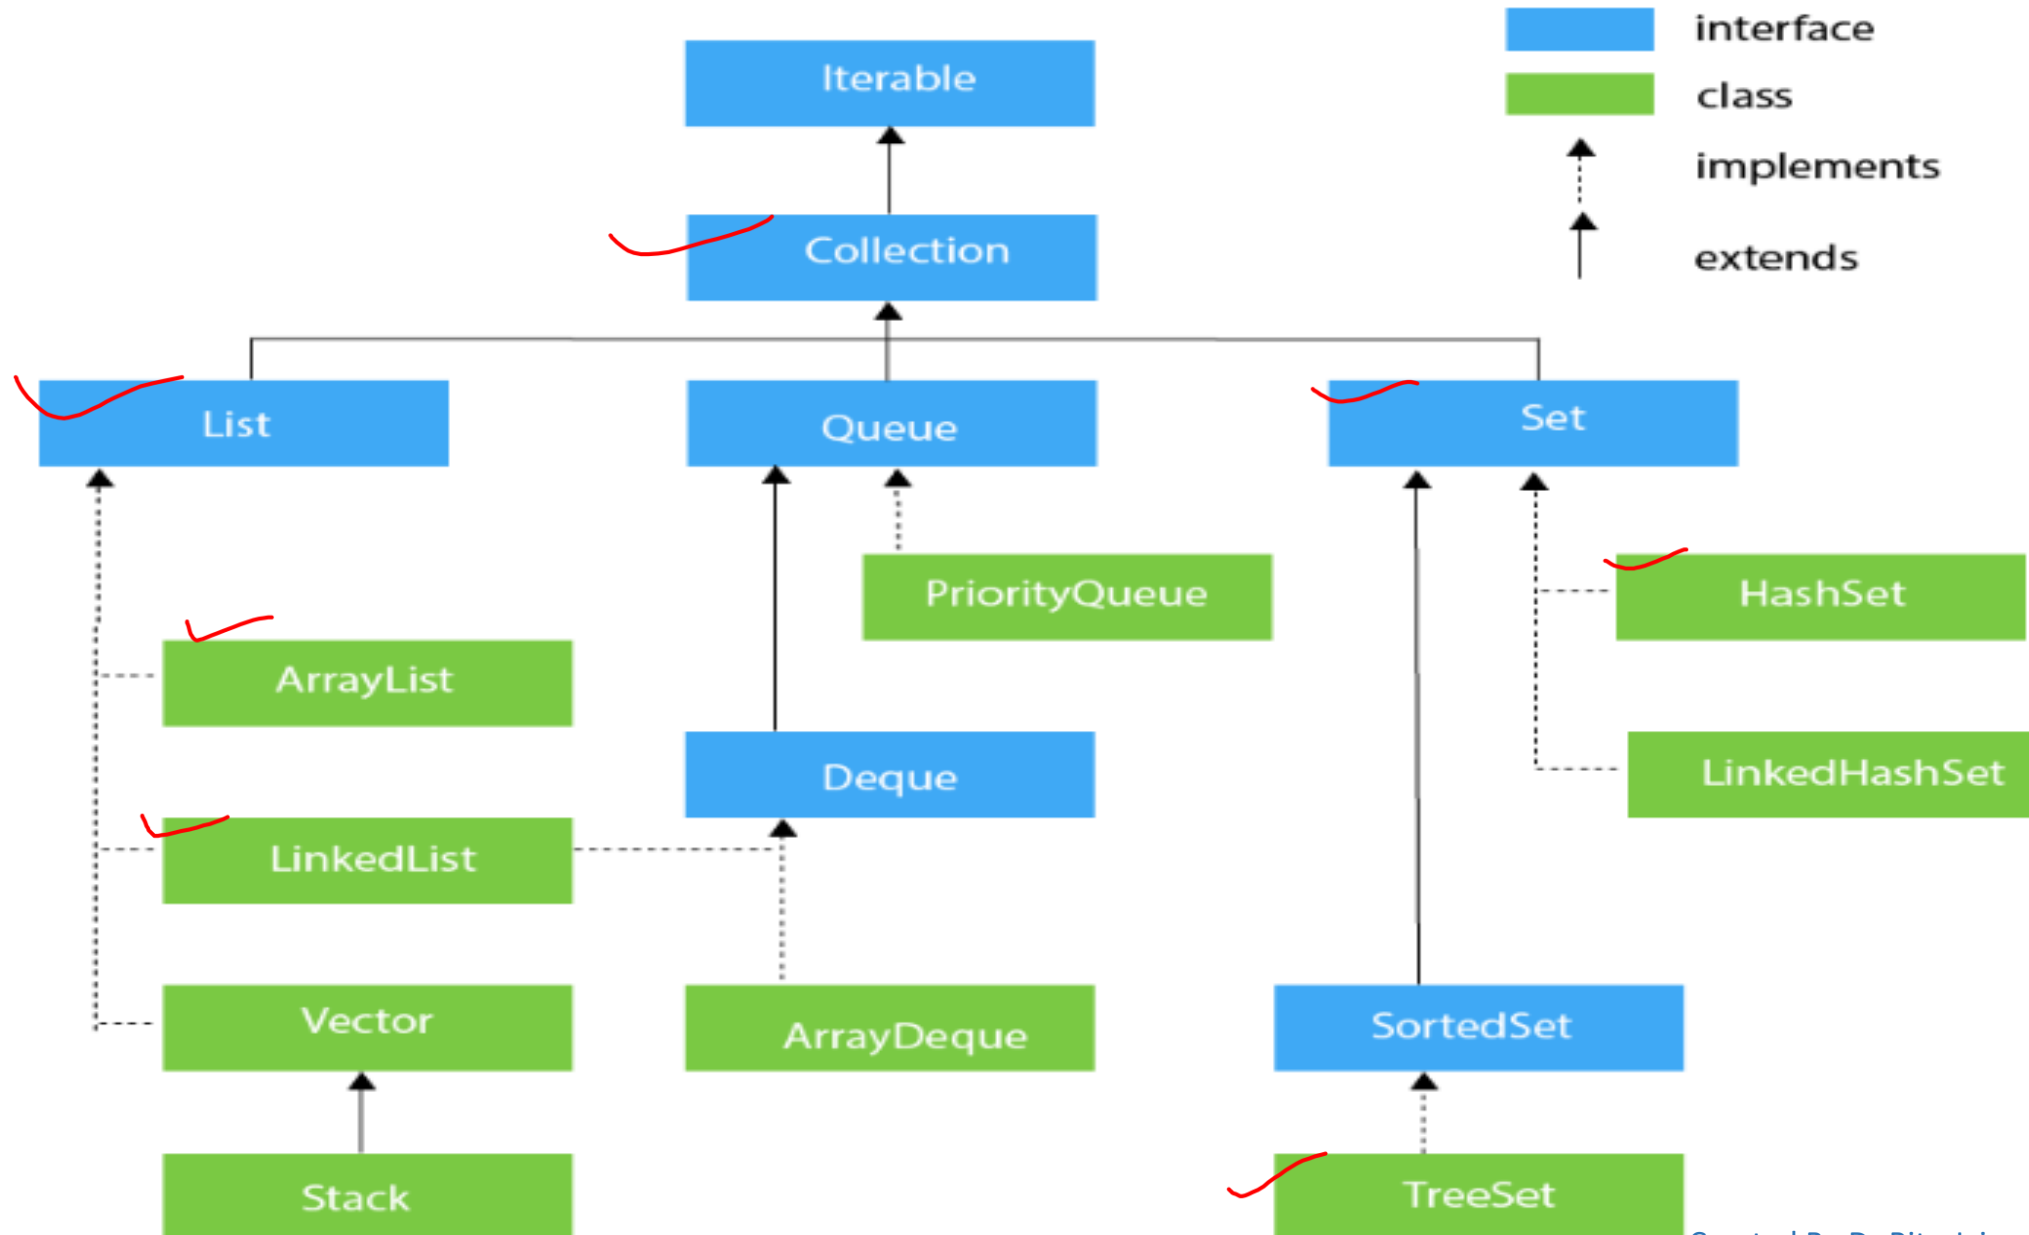 interface
Iterable
class
implements
Collection
extends
List
Queue
Set
PriorityQueue
HashSet
ArrayList
Deque
LinkedHashSet
LinkedList
Vector
ArrayDeque
SortedSet
Stack
TreeSet